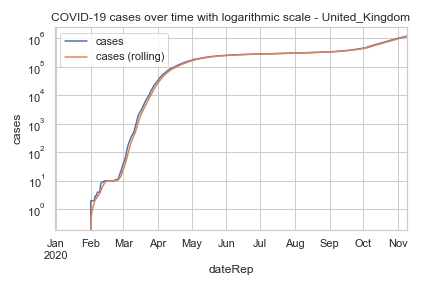 COVID-19 cases over time with logarithmic scale - United_Kingdom
cases
cases (rolling)
10⁶
10⁵
10⁴
10³
10²
10¹
10⁰
cases
Jan Feb Mar Apr May Jun Jul Aug Sep Oct Nov
2020
dateRep